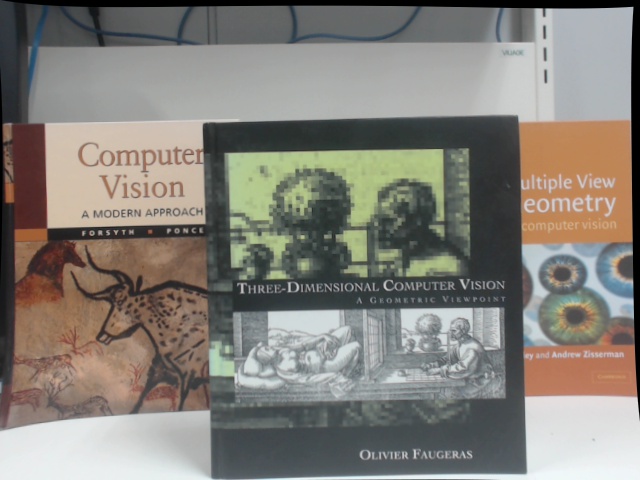 Computer
Vision
A MODERN APPROACH
FORSYTH ▪ PONCE
THREE-DIMENSIONAL COMPUTER VISION
A GEOMETRIC VIEWPOINT
OLIVIER FAUGERAS
ultiple View
eometry
computer vision
ey and Andrew Zisserman